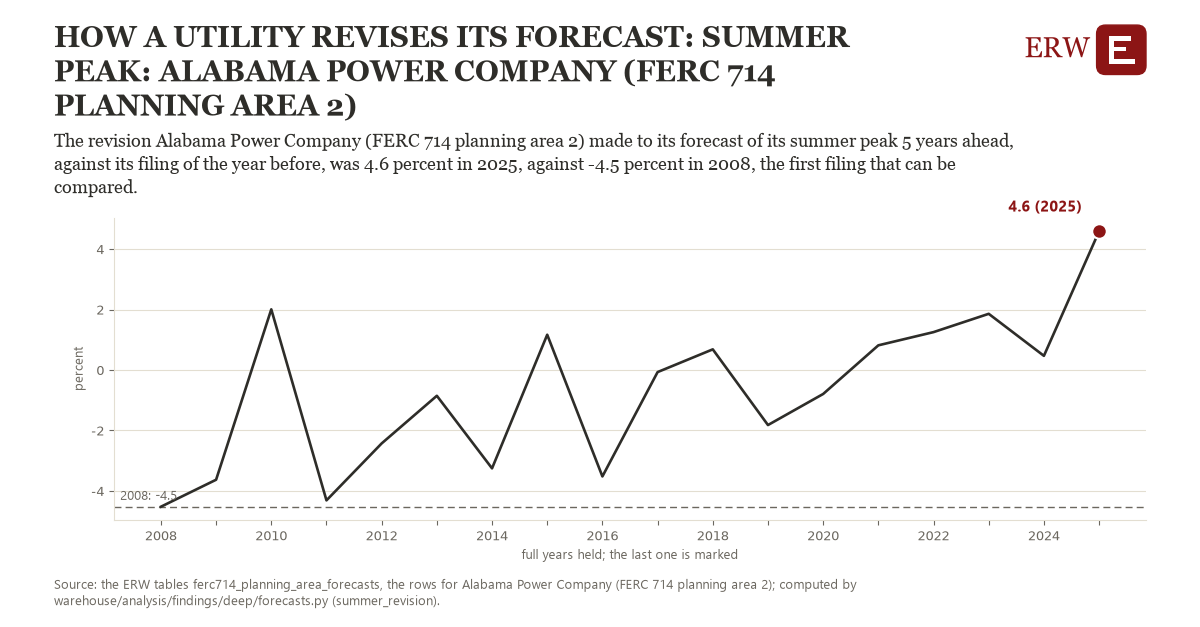 HOW A UTILITY REVISES ITS FORECAST: SUMMER
PEAK: ALABAMA POWER COMPANY (FERC 714
PLANNING AREA 2)
ERW E
The revision Alabama Power Company (FERC 714 planning area 2) made to its forecast of its summer peak 5 years ahead,
against its filing of the year before, was 4.6 percent in 2025, against -4.5 percent in 2008, the first filing that can be
compared.
4.6 (2025)
4
2
0
-2
-4
percent
2008: -4.5
2008 2010 2012 2014 2016 2018 2020 2022 2024
full years held; the last one is marked
Source: the ERW tables ferc714_planning_area_forecasts, the rows for Alabama Power Company (FERC 714 planning area 2); computed by
warehouse/analysis/findings/deep/forecasts.py (summer_revision).